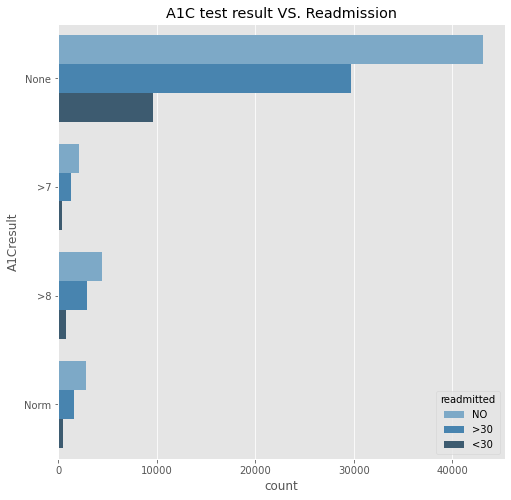 A1C test result VS. Readmission
None
>7
>8
Norm
A1Cresult
0 10000 20000 30000 40000
count
readmitted
NO
>30
<30